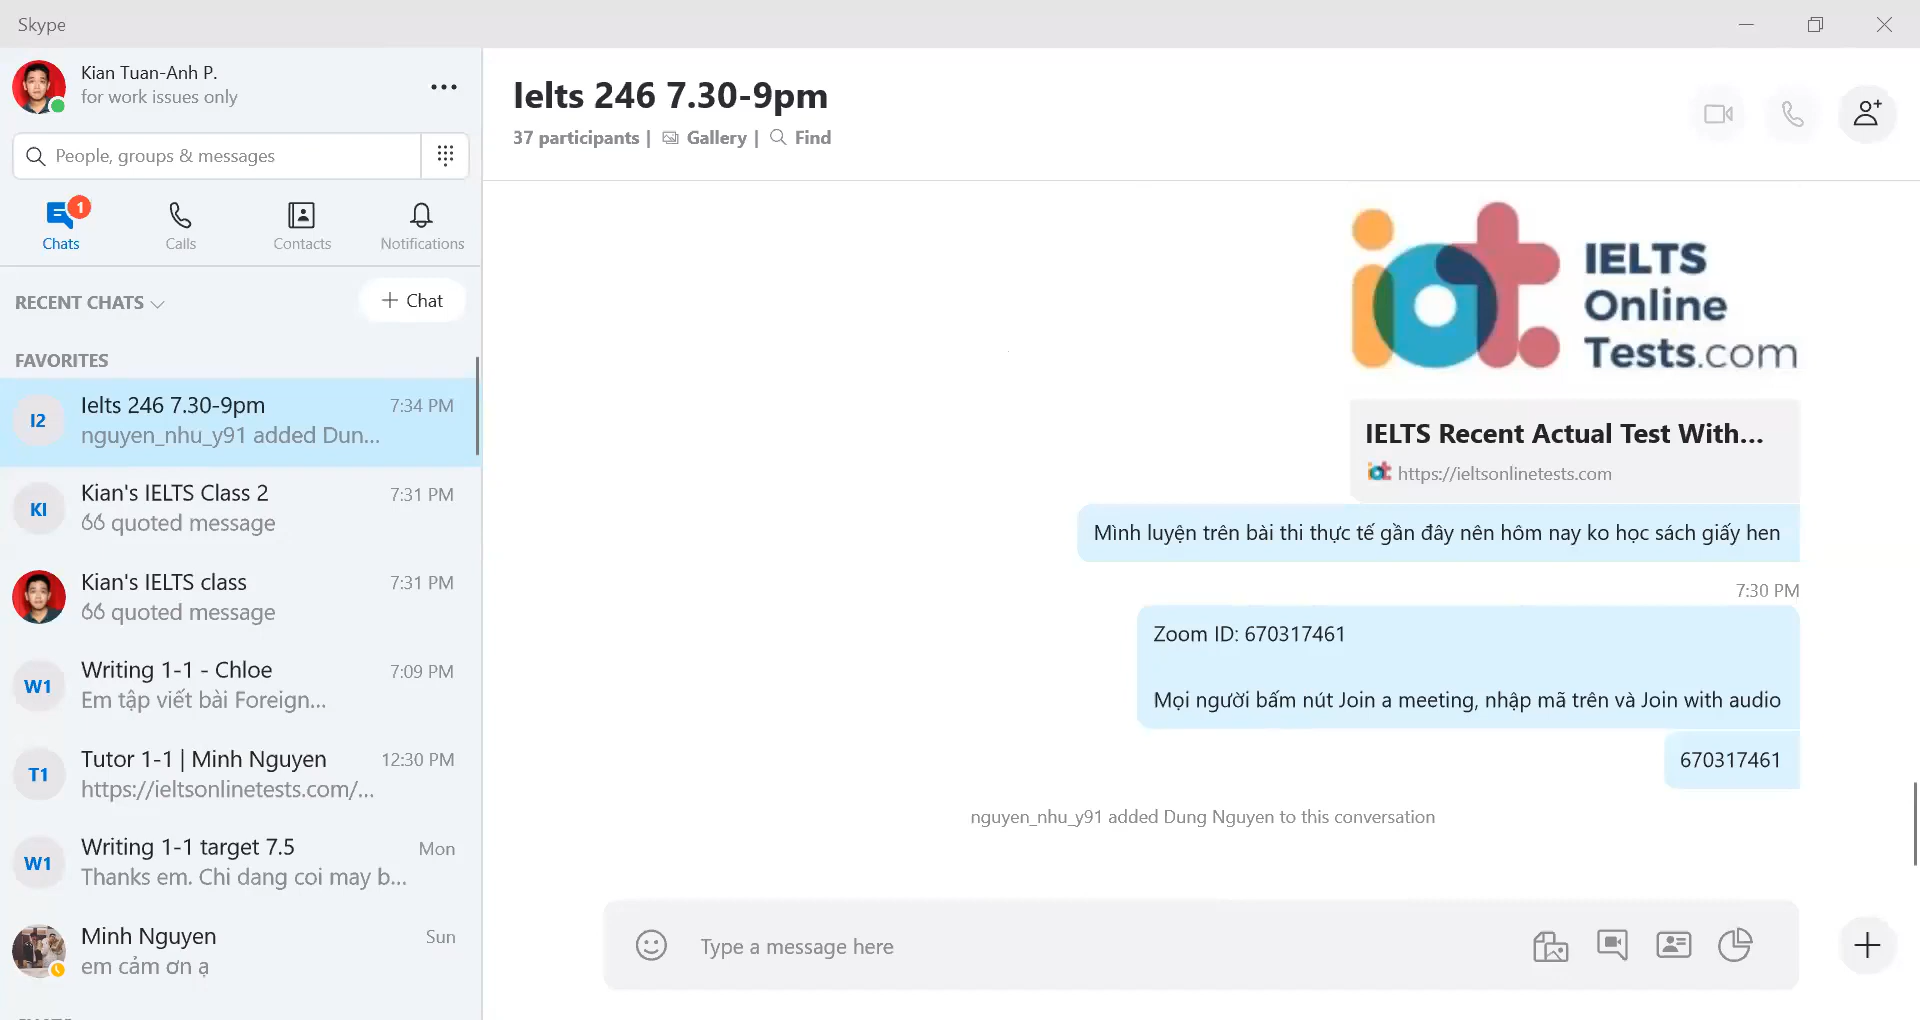 Skype
Kian Tuan-Anh P.
for work issues only
People, groups & messages
1
Chats
Calls
Contacts
Notifications
RECENT CHATS
Chat
FAVORITES
I2
Ielts 246 7.30-9pm
7:34 PM
nguyen_nhu_y91 added Dun...
KI
Kian's IELTS Class 2
7:31 PM
quoted message
Kian's IELTS class
7:31 PM
quoted message
W1
Writing 1-1 - Chloe
7:09 PM
Em tập viết bài Foreign...
T1
Tutor 1-1 | Minh Nguyen
12:30 PM
https://ieltsonlinetests.com/...
W1
Writing 1-1 target 7.5
Mon
Thanks em. Chi dang coi may b...
Minh Nguyen
Sun
em cảm ơn ạ
Ielts 246 7.30-9pm
37 participants | Gallery | Find
iot
IELTS
Online
Tests.com
IELTS Recent Actual Test With...
iot https://ieltsonlinetests.com
Mình luyện trên bài thi thực tế gần đây nên hôm nay ko học sách giấy hen
7:30 PM
Zoom ID: 670317461
Mọi người bấm nút Join a meeting, nhập mã trên và Join with audio
670317461
nguyen_nhu_y91 added Dung Nguyen to this conversation
Type a message here